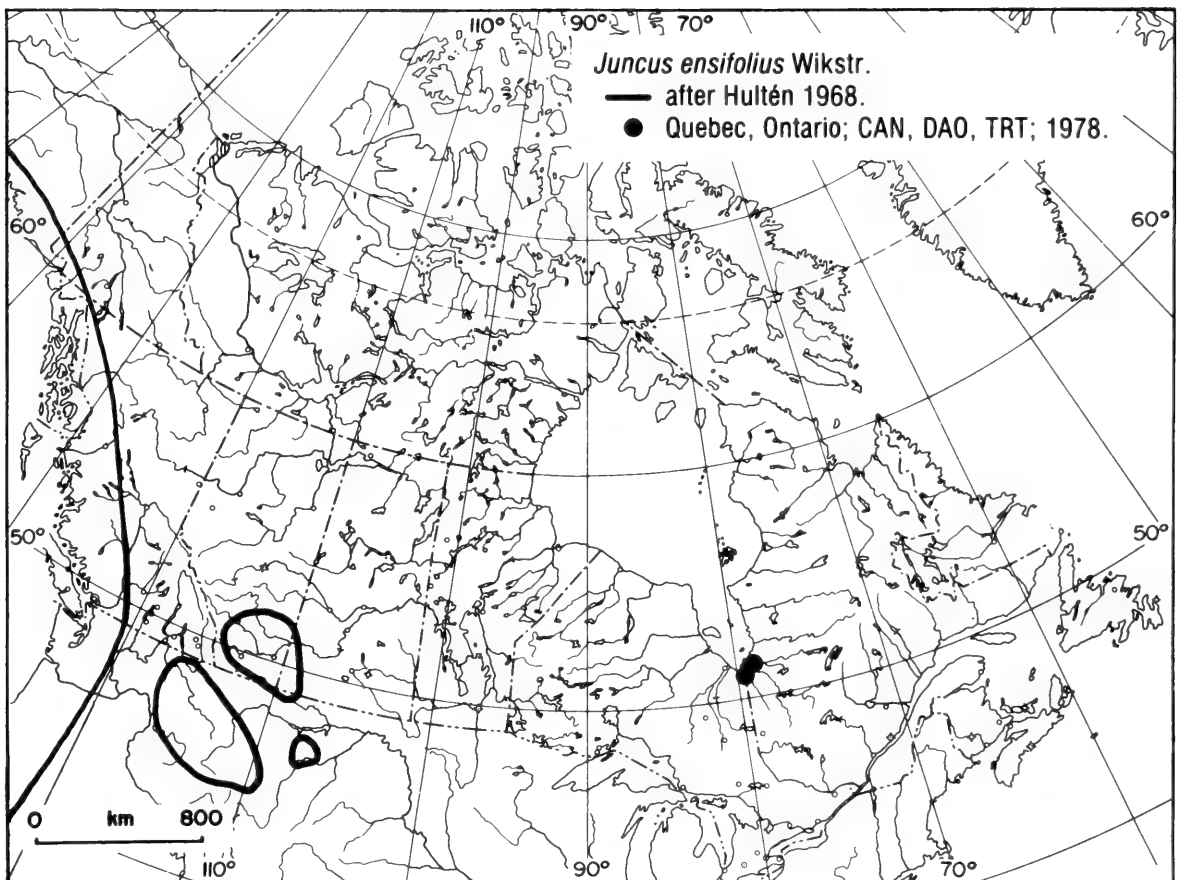 110° 90° 70°
Juncus ensifolius Wikstr.
after Hultén 1968.
Quebec, Ontario; CAN, DAO, TRT; 1978.
60° 60°
50° 50°
0 km 800
110° 90° 70°